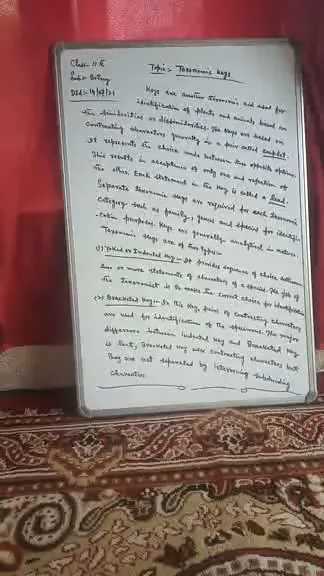 Class:- 11th
Sub:- Botany
Dtd:- 14/07/21
Topic:- Taxonomic Keys
Keys are another taxonomic aid used for
identification of plants and animals based on
the similarities or dissimilarities. The Keys are based on
contrasting characters generally in a pair called couplet.
It represents the choice made between two opposite options.
This results in acceptance of only one and rejection of
the other. Each statement in the Key is called a Lead.
Separate taxonomic Keys are required for each taxonomic
category such as family, genus and species for identifi-
cation purposes. Keys are generally analytical in nature.
Taxonomic Keys are of two types:-
(1) Yoked or Indented Key:- It provides sequence of choice between
two or more statements of characters of a species. The job of
the taxonomist is to make the correct choice for identification
(2) Bracketed Key:- In this Key, pairs of contrasting characters
are used for identification of the specimens. The major
difference between indented Key and Bracketed Key
is that, Bracketed Key uses contrasting characters but
they are not separated by intervening subdividing
characters